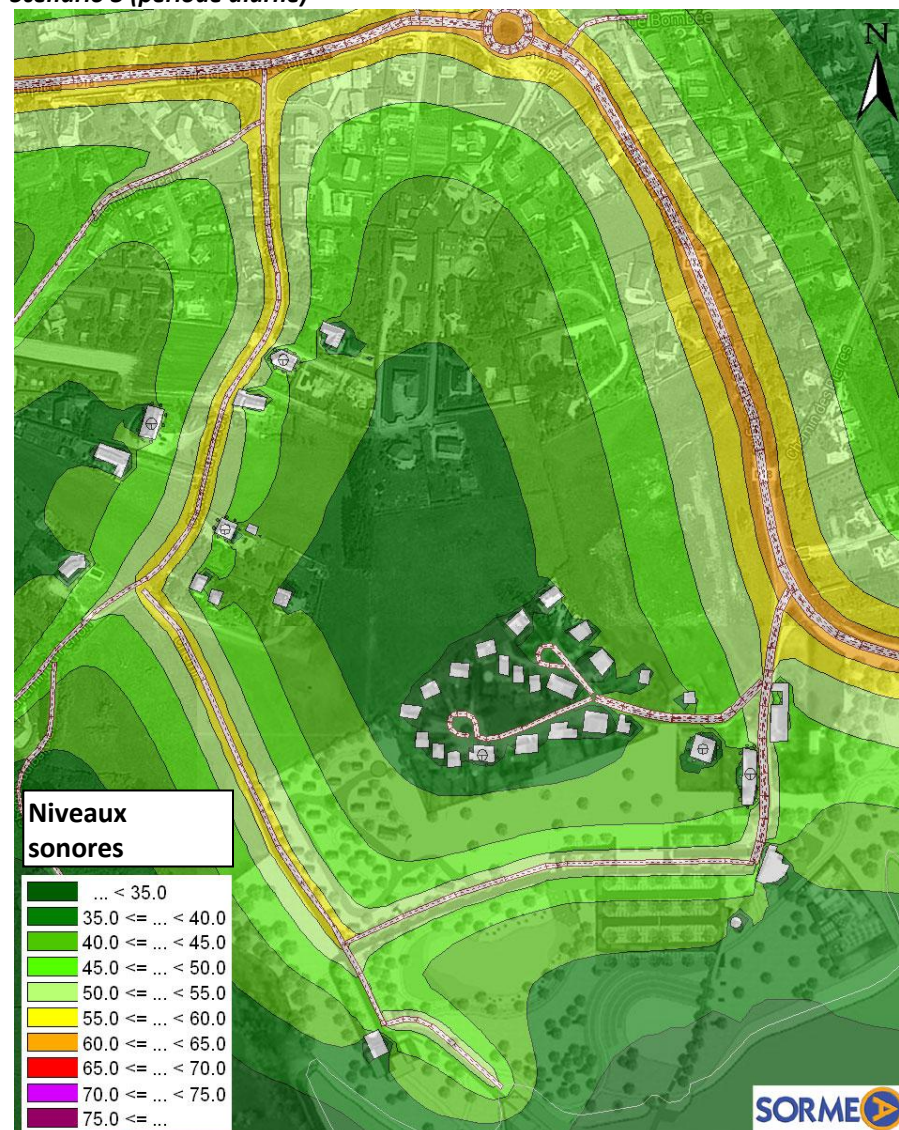 N
Niveaux
sonores
... < 35.0
35.0 <= ... < 40.0
40.0 <= ... < 45.0
45.0 <= ... < 50.0
50.0 <= ... < 55.0
55.0 <= ... < 60.0
60.0 <= ... < 65.0
65.0 <= ... < 70.0
70.0 <= ... < 75.0
75.0 <= ...
SORMEA